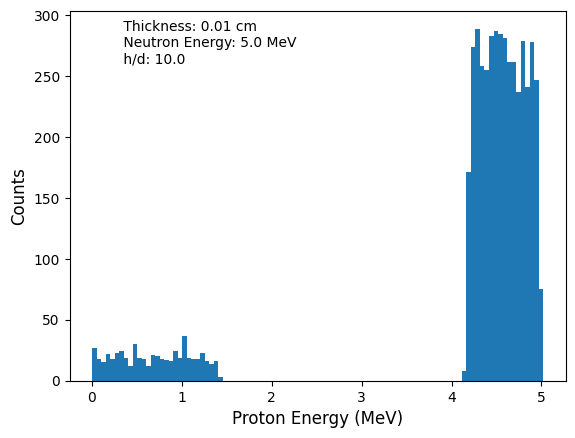 Thickness: 0.01 cm
Neutron Energy: 5.0 MeV
h/d: 10.0
300
250
200
150
100
50
0
Counts
0 1 2 3 4 5
Proton Energy (MeV)